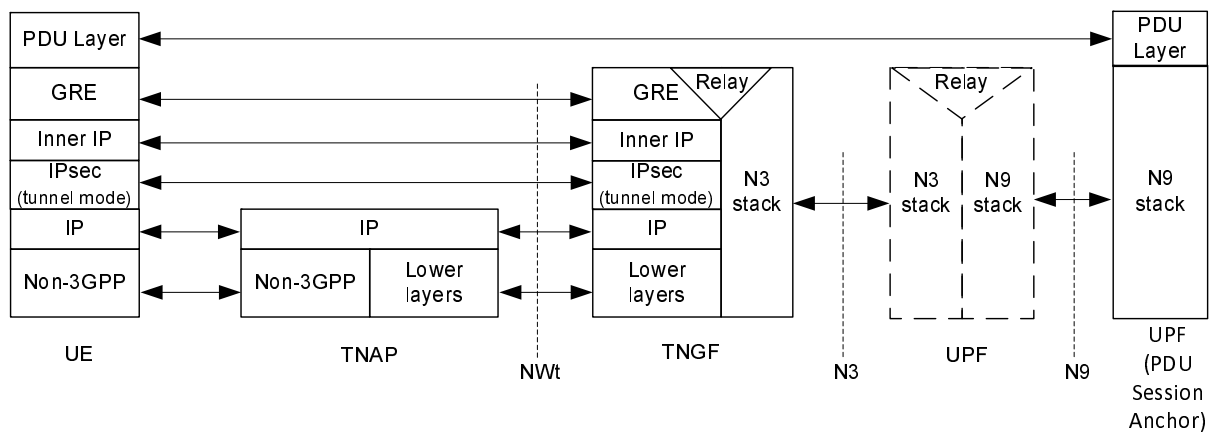 PDU Layer
PDU
Layer
GRE
GRE
Relay
Relay
Inner IP
Inner IP
IPsec
(tunnel mode)
IPsec
(tunnel mode)
N3
stack
N3
stack
N9
stack
N9
stack
IP
IP
IP
Non-3GPP
Non-3GPP
Lower
layers
Lower
layers
UE
TNAP
NWt
TNGF
N3
UPF
N9
UPF
(PDU
Session
Anchor)